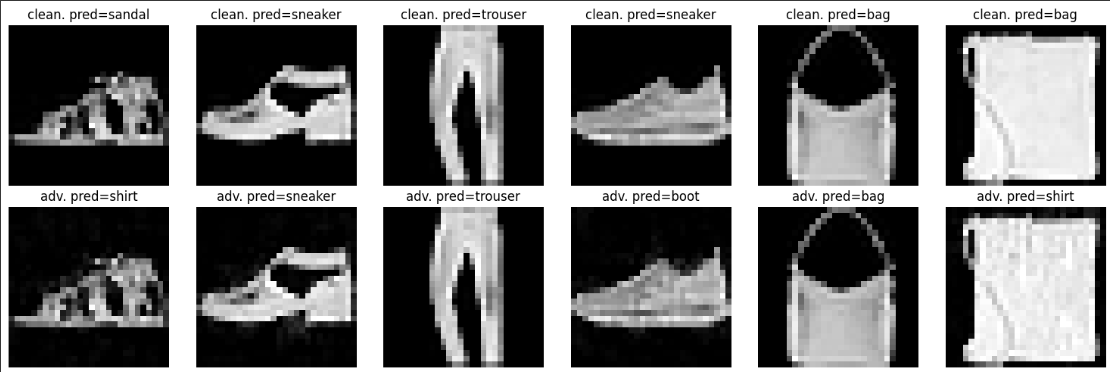 clean. pred=sandal clean. pred=sneaker clean. pred=trouser clean. pred=sneaker clean. pred=bag clean. pred=bag
adv. pred=shirt adv. pred=sneaker adv. pred=trouser adv. pred=boot adv. pred=bag adv. pred=shirt